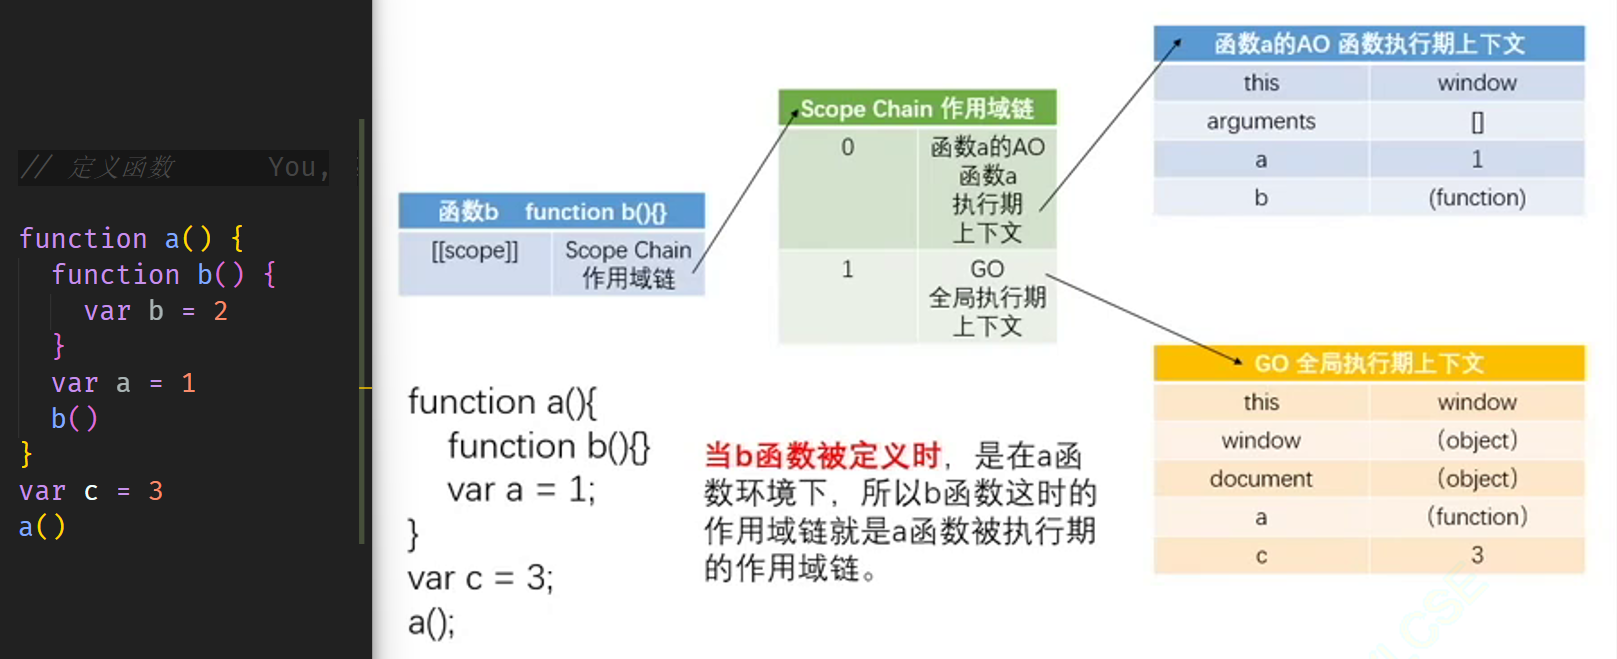 // 定义函数 You,
function a() {
function b() {
var b = 2
}
var a = 1
b()
}
var c = 3
a()
函数b function b(){}
[[scope]] Scope Chain
作用域链
Scope Chain 作用域链
0 函数a的AO
函数a
执行期
上下文
1 GO
全局执行期
上下文
函数a的AO 函数执行期上下文
this window
arguments []
a 1
b (function)
GO 全局执行期上下文
this window
window (object)
document (object)
a (function)
c 3
function a(){
function b(){}
var a = 1;
}
var c = 3;
a();
当b函数被定义时，是在a函
数环境下，所以b函数这时的
作用域链就是a函数被执行期
的作用域链。